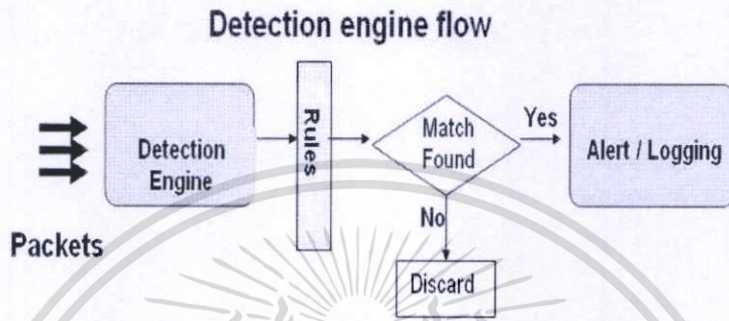 Detection engine flow
Packets
Detection
Engine
Rules
Match
Found
Yes
Alert / Logging
No
Discard